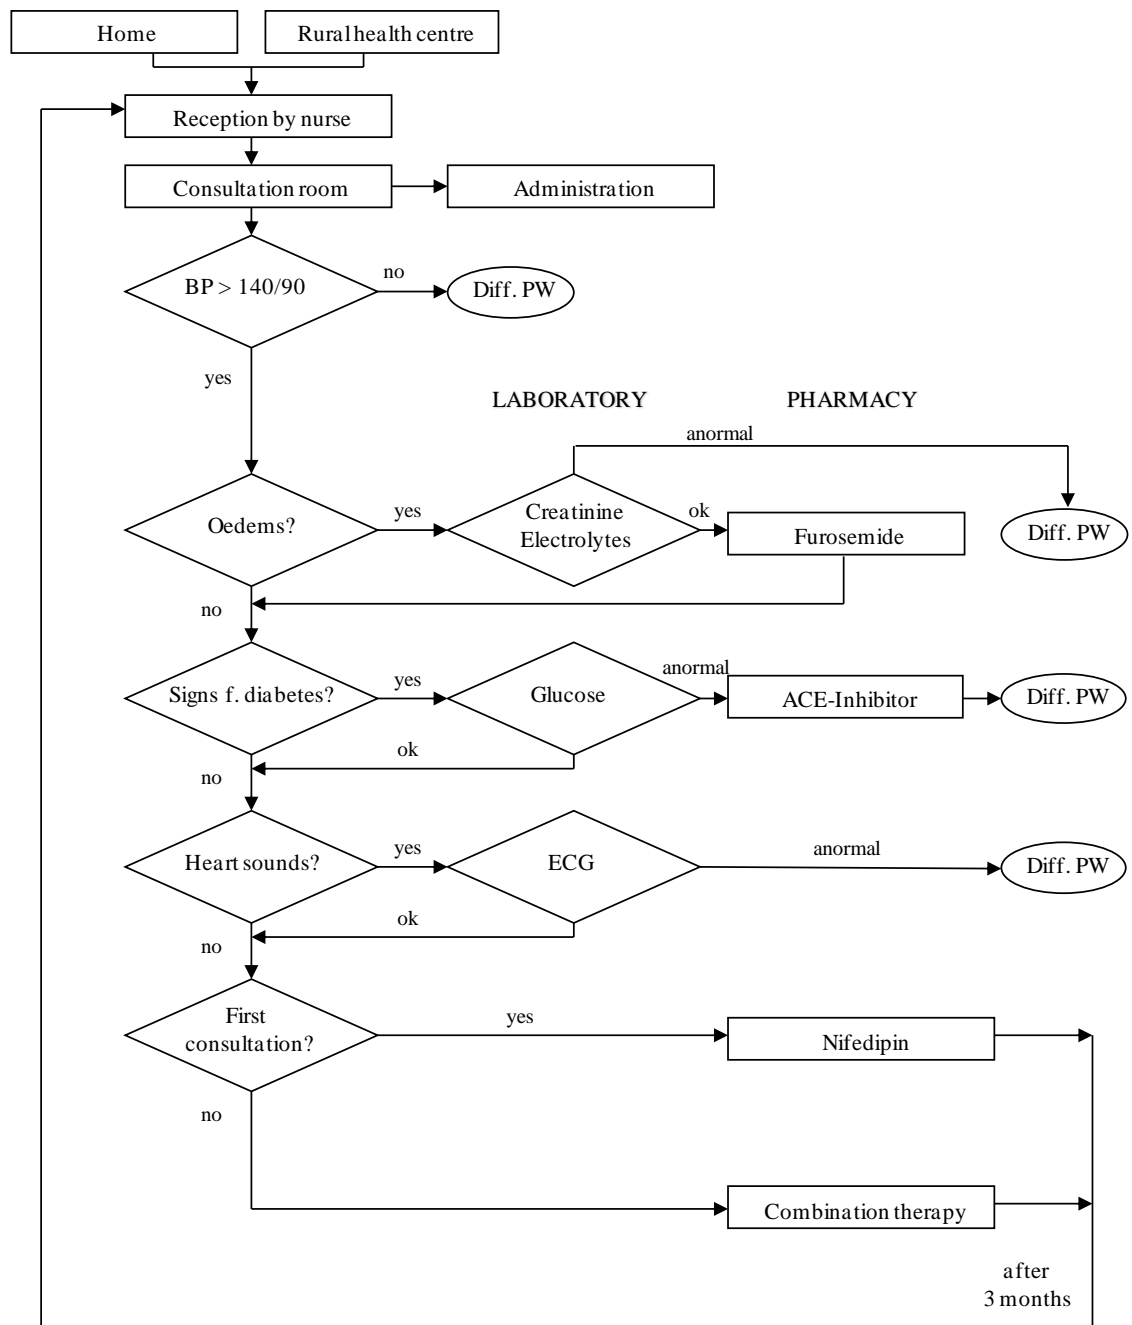 Home
Rural health centre
Reception by nurse
Consultation room
Administration
BP > 140/90
no
Diff. PW
yes
LABORATORY
PHARMACY
anormal
Oedems?
yes
Creatinine
Electrolytes
ok
Furosemide
Diff. PW
no
Signs f. diabetes?
yes
Glucose
anormal
ACE-Inhibitor
Diff. PW
ok
no
Heart sounds?
yes
ECG
anormal
Diff. PW
ok
no
First
consultation?
yes
Nifedipin
no
Combination therapy
after
3 months